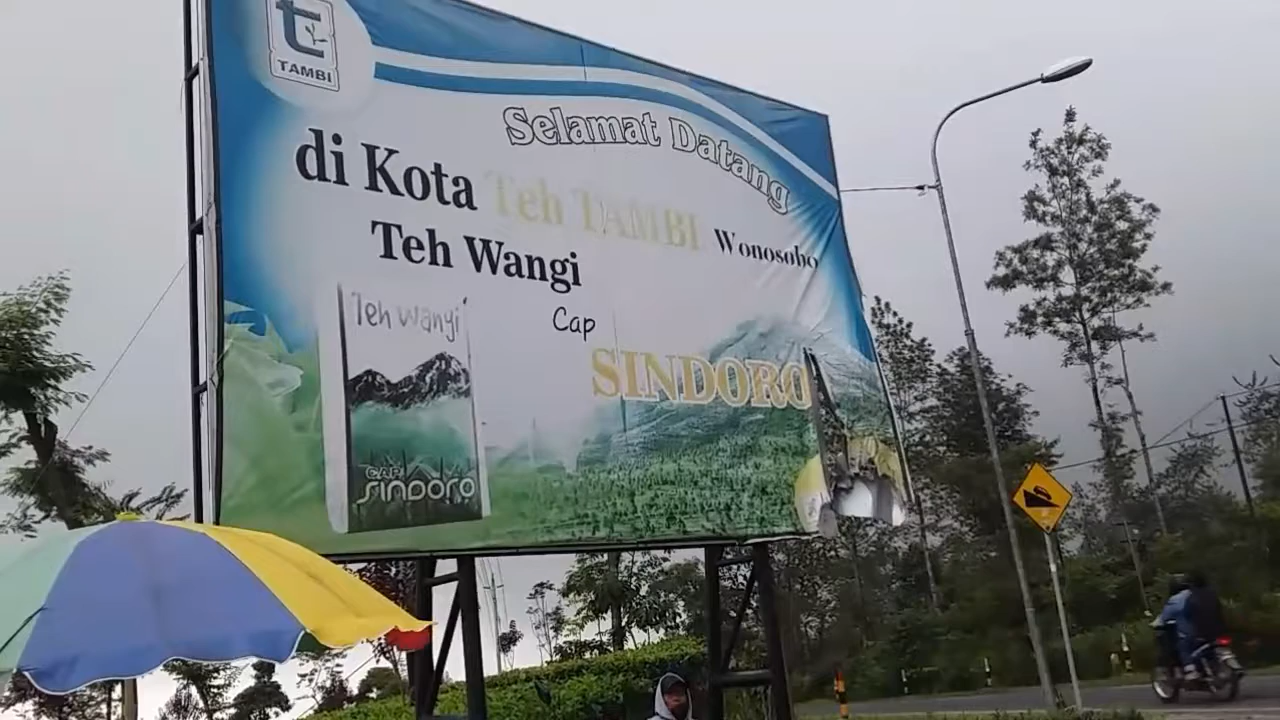 t
TAMBI
Selamat Datang
di Kota Teh TAMBI Wonosobo
Teh Wangi
Cap
SINDORO
Teh wangi
CAP
SINDORO